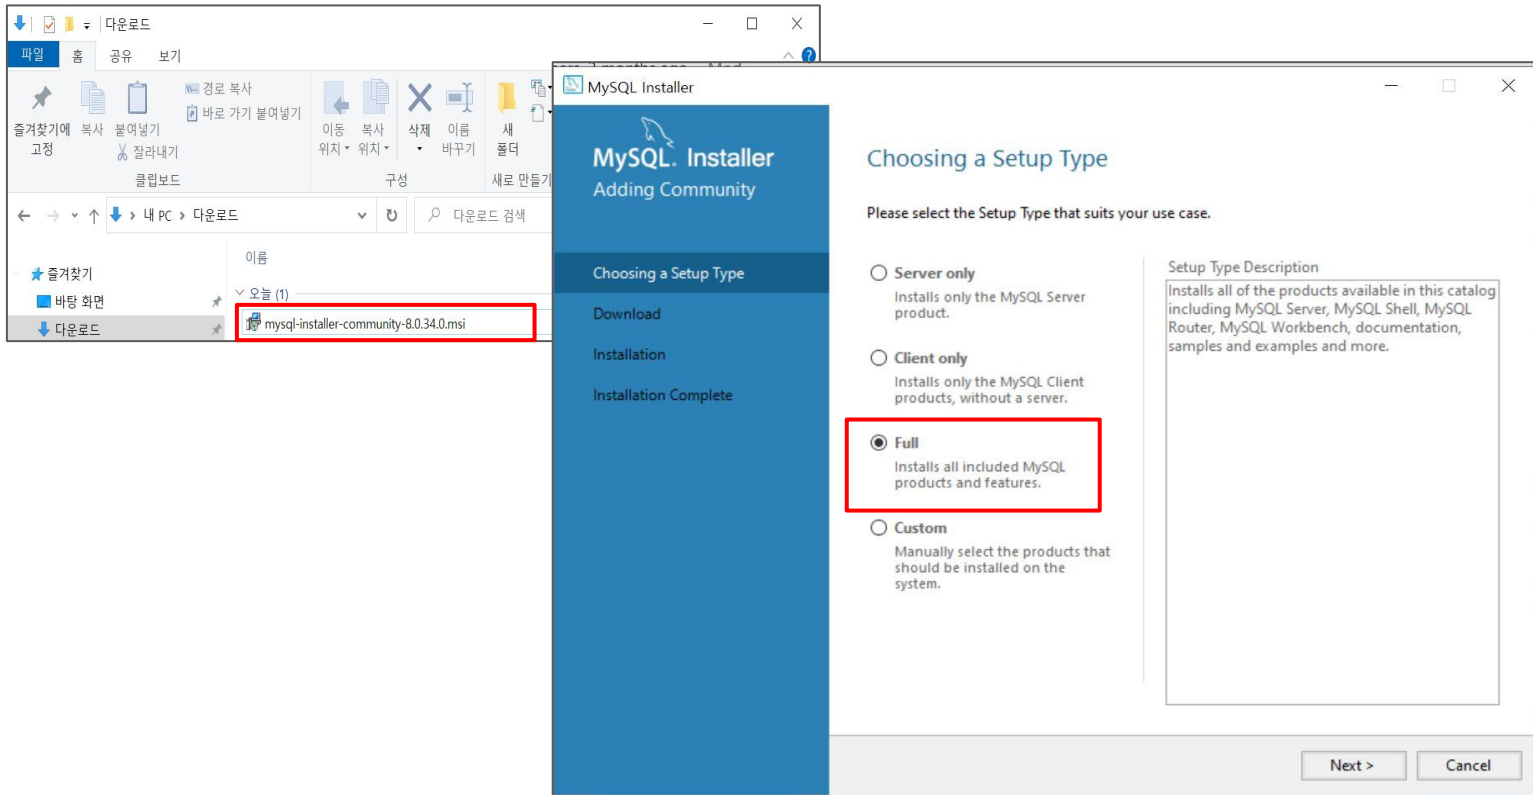 다운로드
파일 홈 공유 보기
즐겨찾기에 고정
복사
붙여넣기
경로 복사
바로 가기 붙여넣기
잘라내기
클립보드
이동 위치
복사 위치
삭제
이름 바꾸기
구성
새 폴더
새로 만들기
내 PC > 다운로드
다운로드 검색
즐겨찾기
바탕 화면
다운로드
이름
오늘 (1)
mysql-installer-community-8.0.34.0.msi
MySQL Installer
MySQL. Installer
Adding Community
Choosing a Setup Type
Download
Installation
Installation Complete
Choosing a Setup Type
Please select the Setup Type that suits your use case.
Server only
Installs only the MySQL Server
product.
Client only
Installs only the MySQL Client
products, without a server.
Full
Installs all included MySQL
products and features.
Custom
Manually select the products that
should be installed on the
system.
Setup Type Description
Installs all of the products available in this catalog
including MySQL Server, MySQL Shell, MySQL
Router, MySQL Workbench, documentation,
samples and examples and more.
Next >
Cancel